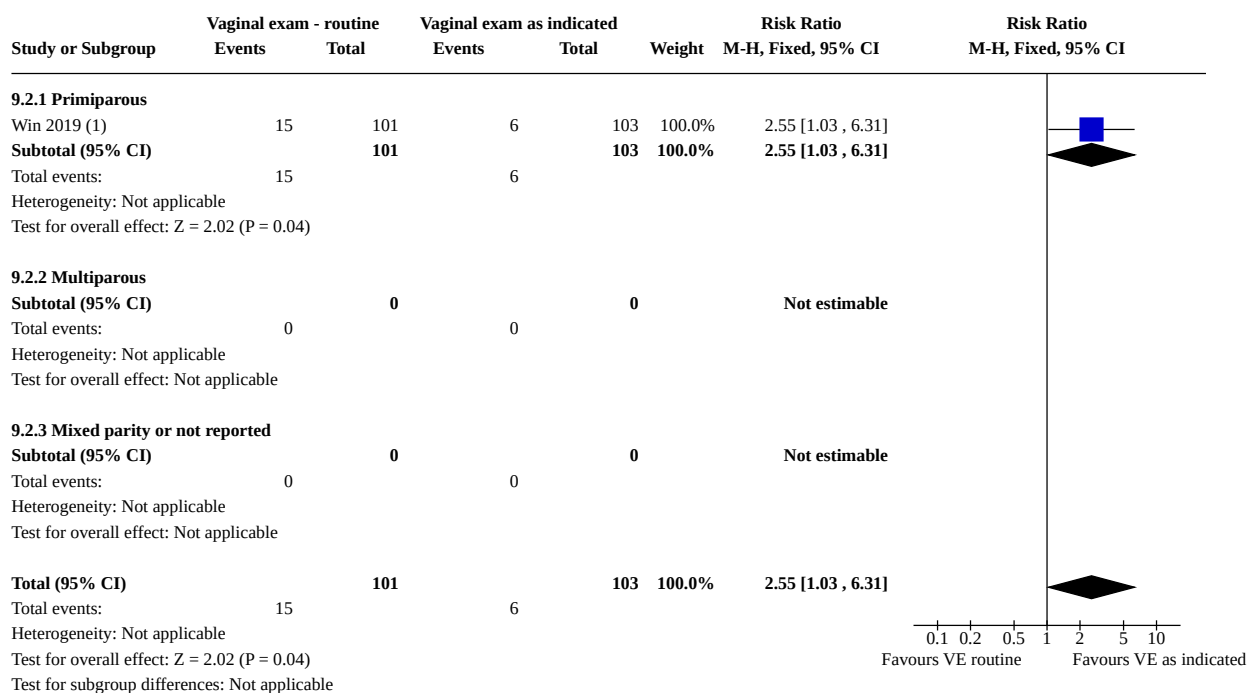 Vaginal exam - routine Vaginal exam as indicated Risk Ratio Risk Ratio
Study or Subgroup Events Total Events Total Weight M-H, Fixed, 95% CI M-H, Fixed, 95% CI
9.2.1 Primiparous
Win 2019 (1) 15 101 6 103 100.0% 2.55 [1.03 , 6.31]
Subtotal (95% CI) 101 103 100.0% 2.55 [1.03 , 6.31]
Total events: 15 6
Heterogeneity: Not applicable
Test for overall effect: Z = 2.02 (P = 0.04)
9.2.2 Multiparous
Subtotal (95% CI) 0 0 Not estimable
Total events: 0 0
Heterogeneity: Not applicable
Test for overall effect: Not applicable
9.2.3 Mixed parity or not reported
Subtotal (95% CI) 0 0 Not estimable
Total events: 0 0
Heterogeneity: Not applicable
Test for overall effect: Not applicable
Total (95% CI) 101 103 100.0% 2.55 [1.03 , 6.31]
Total events: 15 6
Heterogeneity: Not applicable 0.1 0.2 0.5 1 2 5 10
Test for overall effect: Z = 2.02 (P = 0.04) Favours VE routine Favours VE as indicated
Test for subgroup differences: Not applicable